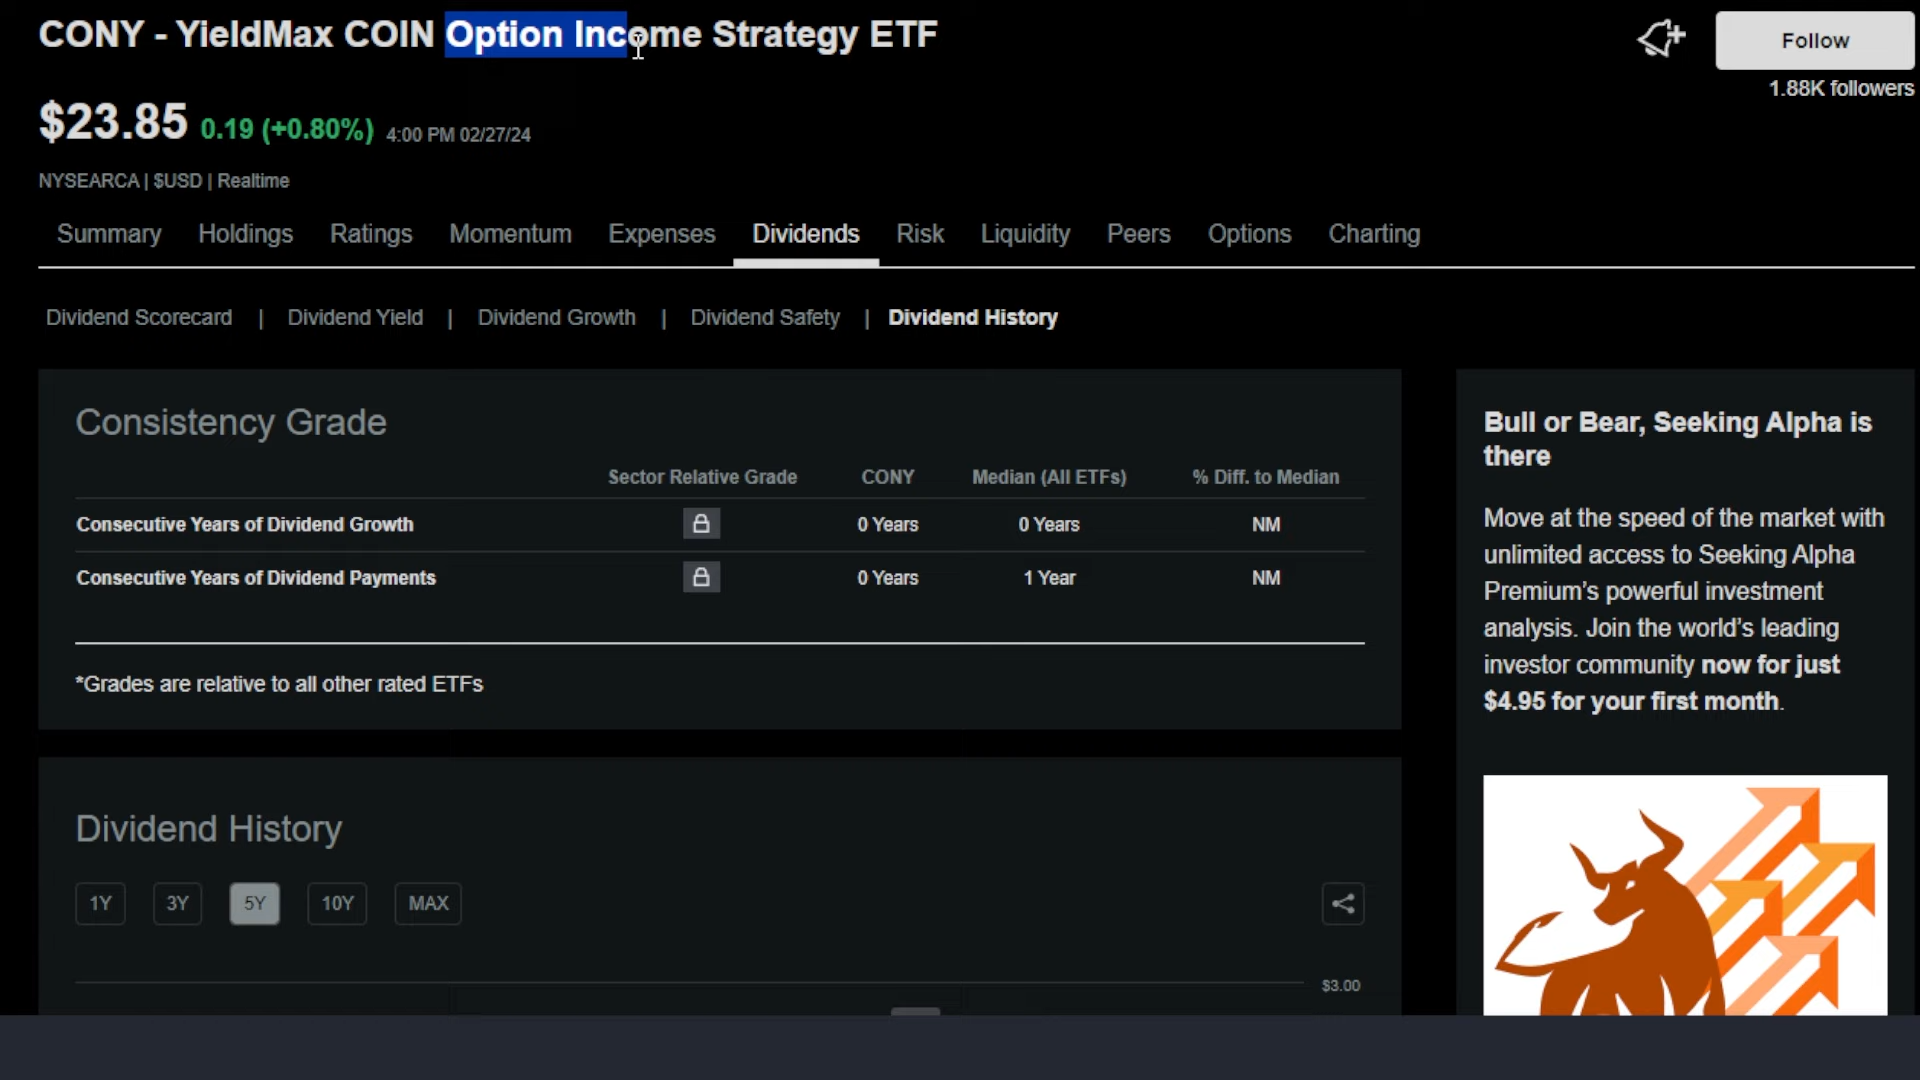 CONY - YieldMax COIN Option Income Strategy ETF
Follow
1.88K followers
$23.85 0.19 (+0.80%) 4:00 PM 02/27/24
NYSEARCA | $USD | Realtime
Summary Holdings Ratings Momentum Expenses Dividends Risk Liquidity Peers Options Charting
Dividend Scorecard | Dividend Yield | Dividend Growth | Dividend Safety | Dividend History
Consistency Grade
Sector Relative Grade CONY Median (All ETFs) % Diff. to Median
Consecutive Years of Dividend Growth 0 Years 0 Years NM
Consecutive Years of Dividend Payments 0 Years 1 Year NM
*Grades are relative to all other rated ETFs
Dividend History
1Y 3Y 5Y 10Y MAX
$3.00
Bull or Bear, Seeking Alpha is
there
Move at the speed of the market with
unlimited access to Seeking Alpha
Premium's powerful investment
analysis. Join the world's leading
investor community now for just
$4.95 for your first month.